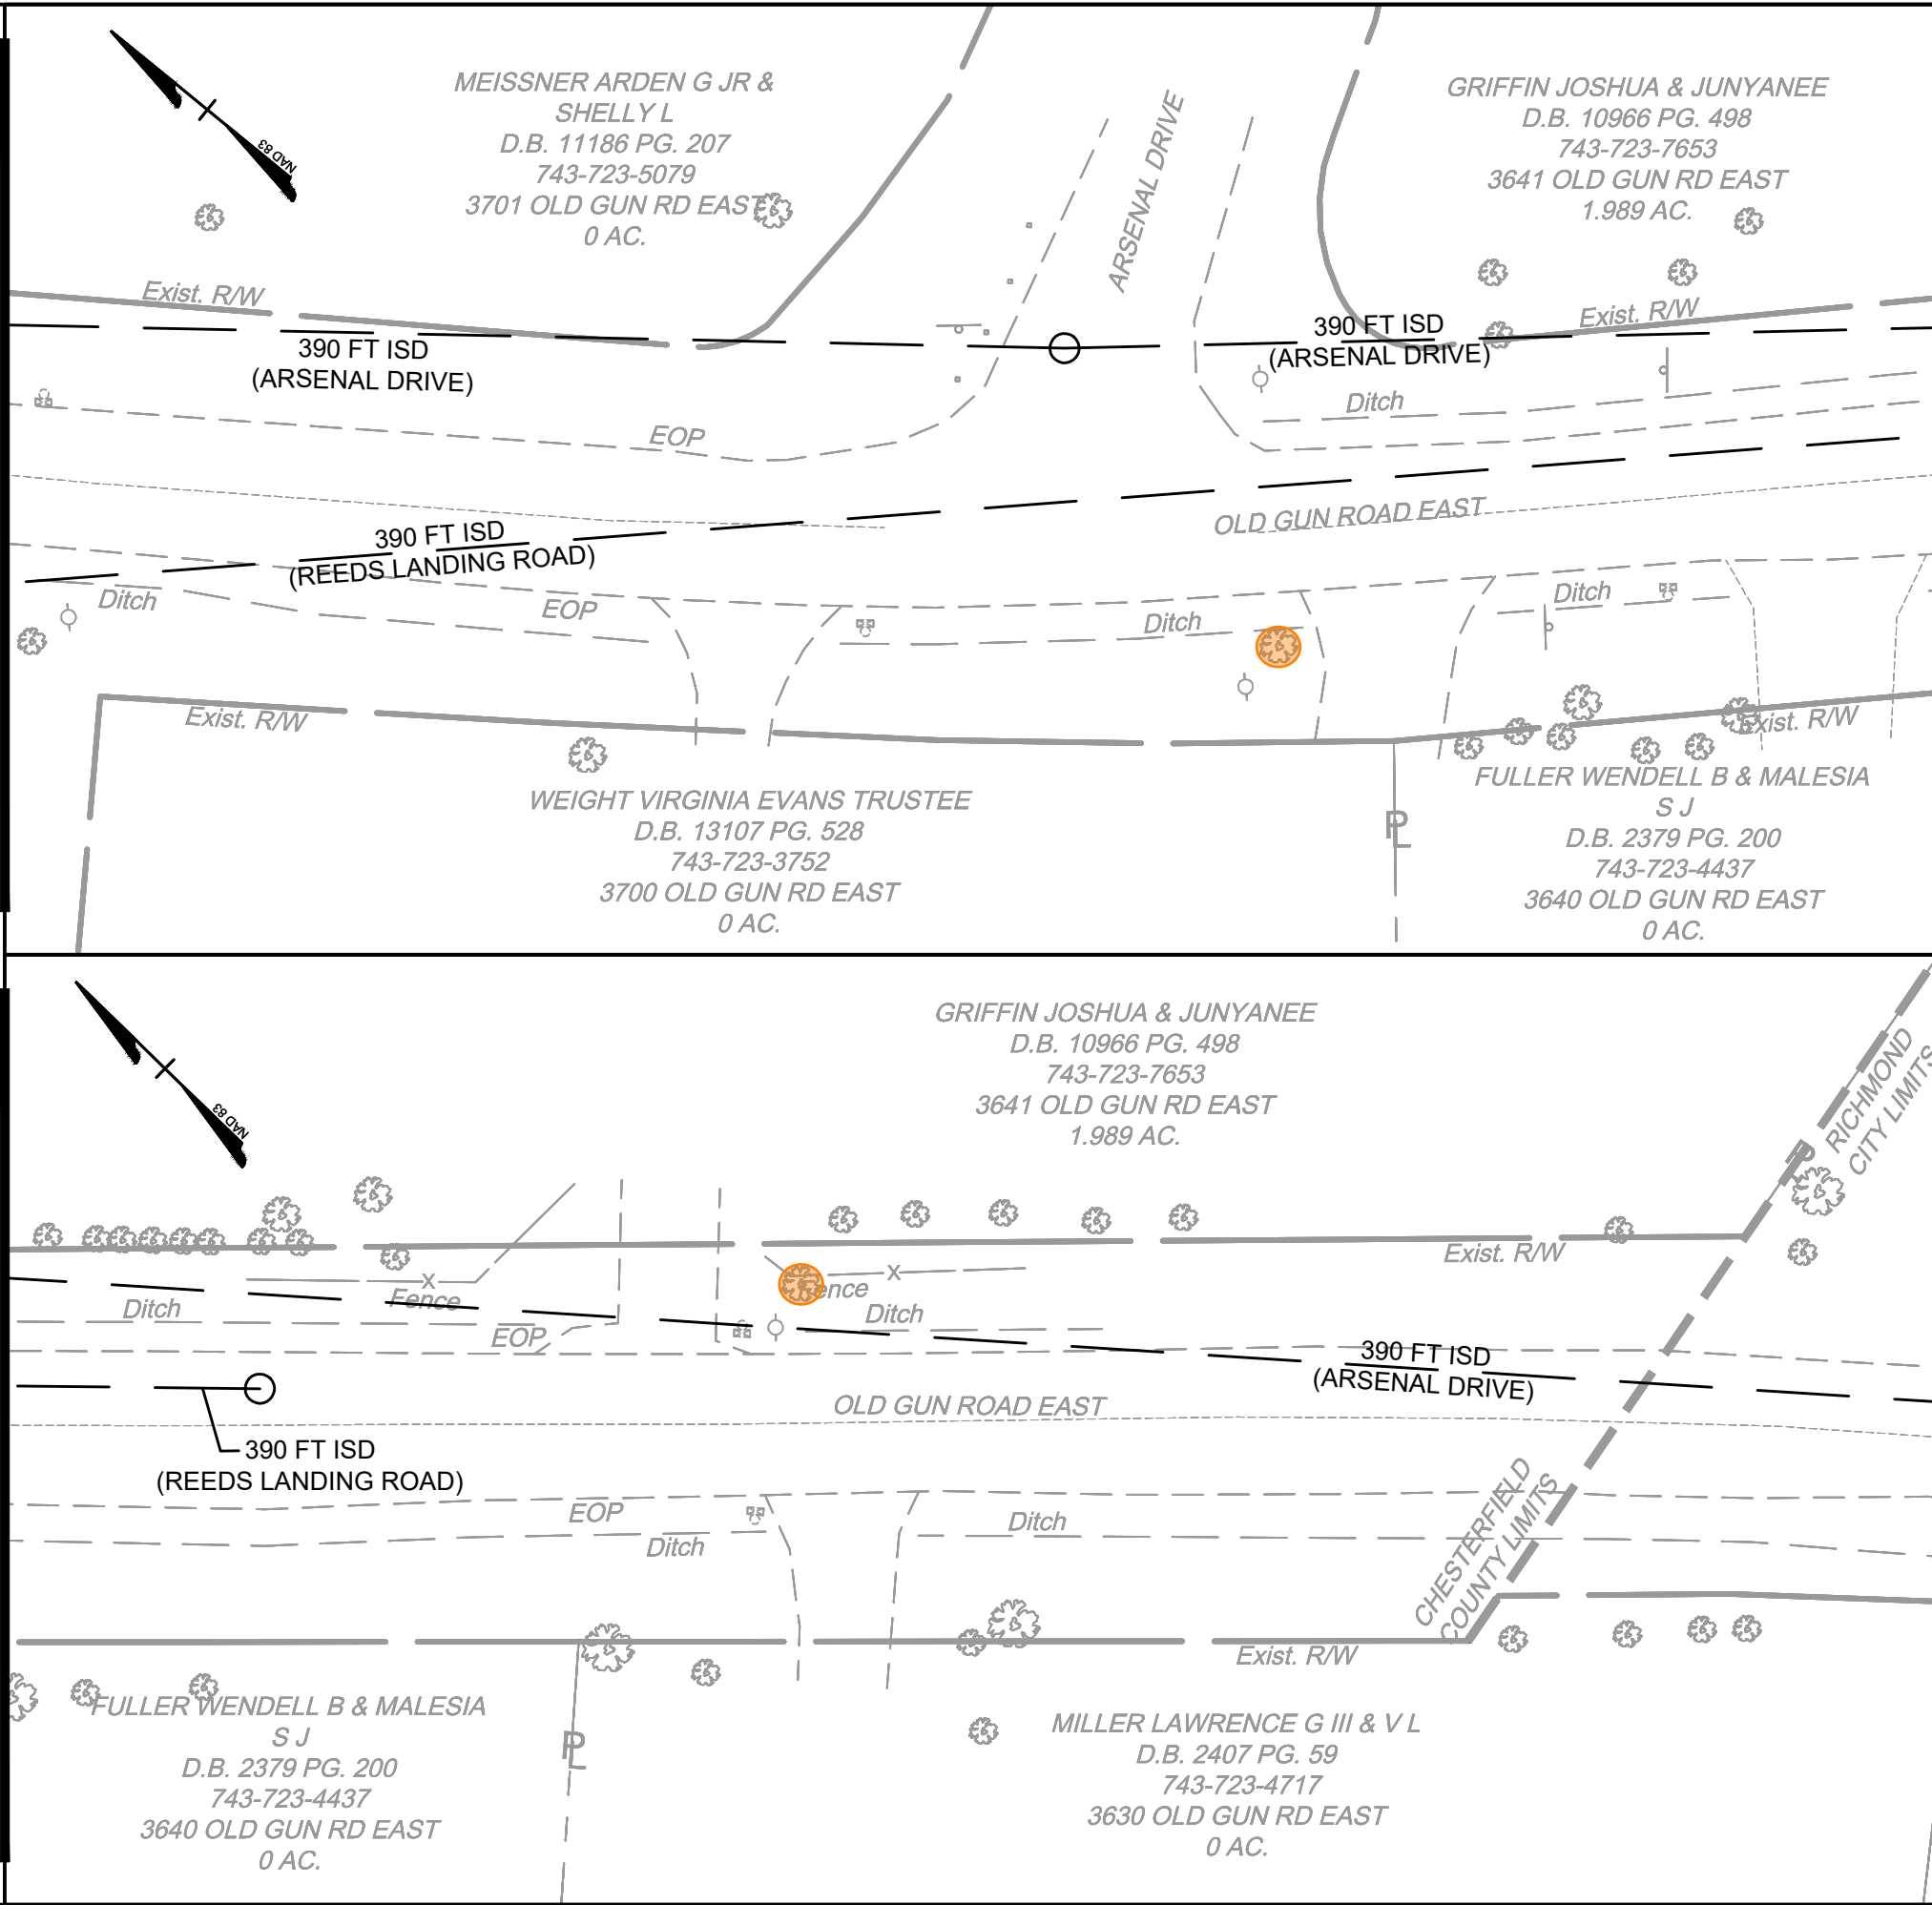 NAD 83
MEISSNER ARDEN G JR &
SHELLY L
D.B. 11186 PG. 207
743-723-5079
3701 OLD GUN RD EAST
0 AC.
ARSENAL DRIVE
GRIFFIN JOSHUA & JUNYANEE
D.B. 10966 PG. 498
743-723-7653
3641 OLD GUN RD EAST
1.989 AC.
Exist. R/W
390 FT ISD
(ARSENAL DRIVE)
390 FT ISD
(ARSENAL DRIVE)
Exist. R/W
Ditch
EOP
390 FT ISD
(REEDS LANDING ROAD)
OLD GUN ROAD EAST
Ditch
EOP
Ditch
Ditch
Exist. R/W
Exist. R/W
WEIGHT VIRGINIA EVANS TRUSTEE
D.B. 13107 PG. 528
743-723-3752
3700 OLD GUN RD EAST
0 AC.
PL
FULLER WENDELL B & MALESIA
S J
D.B. 2379 PG. 200
743-723-4437
3640 OLD GUN RD EAST
0 AC.
NAD 83
GRIFFIN JOSHUA & JUNYANEE
D.B. 10966 PG. 498
743-723-7653
3641 OLD GUN RD EAST
1.989 AC.
RICHMOND
CITY LIMITS
PL
Exist. R/W
X
Fence
X
Fence
Ditch
Ditch
EOP
390 FT ISD
(ARSENAL DRIVE)
OLD GUN ROAD EAST
390 FT ISD
(REEDS LANDING ROAD)
EOP
Ditch
Ditch
CHESTERFIELD
COUNTY LIMITS
Exist. R/W
FULLER WENDELL B & MALESIA
S J
D.B. 2379 PG. 200
743-723-4437
3640 OLD GUN RD EAST
0 AC.
PL
MILLER LAWRENCE G III & V L
D.B. 2407 PG. 59
743-723-4717
3630 OLD GUN RD EAST
0 AC.